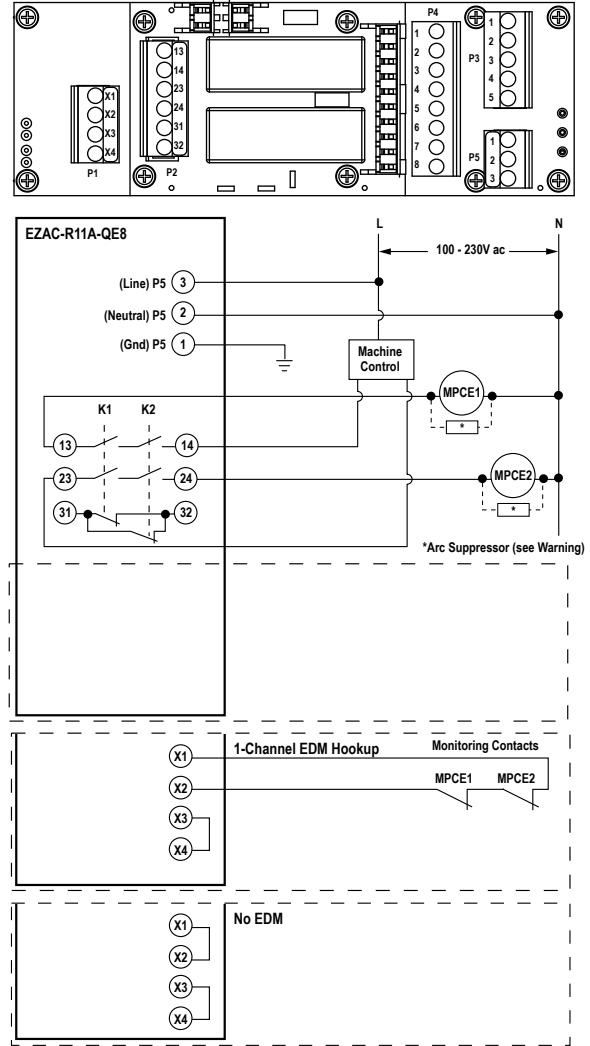 P4
1
2
3
4
5
6
7
8
P3
1
2
3
4
5
P5
1
2
3
13
14
23
24
31
32
P2
X1
X2
X3
X4
P1
EZAC-R11A-QE8
L
N
100 - 230V ac
(Line) P5 3
(Neutral) P5 2
(Gnd) P5 1
Machine
Control
MPCE1
*
K1 K2
13 14
23 24
MPCE2
*
31 32
*Arc Suppressor (see Warning)
X1 1-Channel EDM Hookup Monitoring Contacts
X2 MPCE1 MPCE2
X3
X4
X1 No EDM
X2
X3
X4